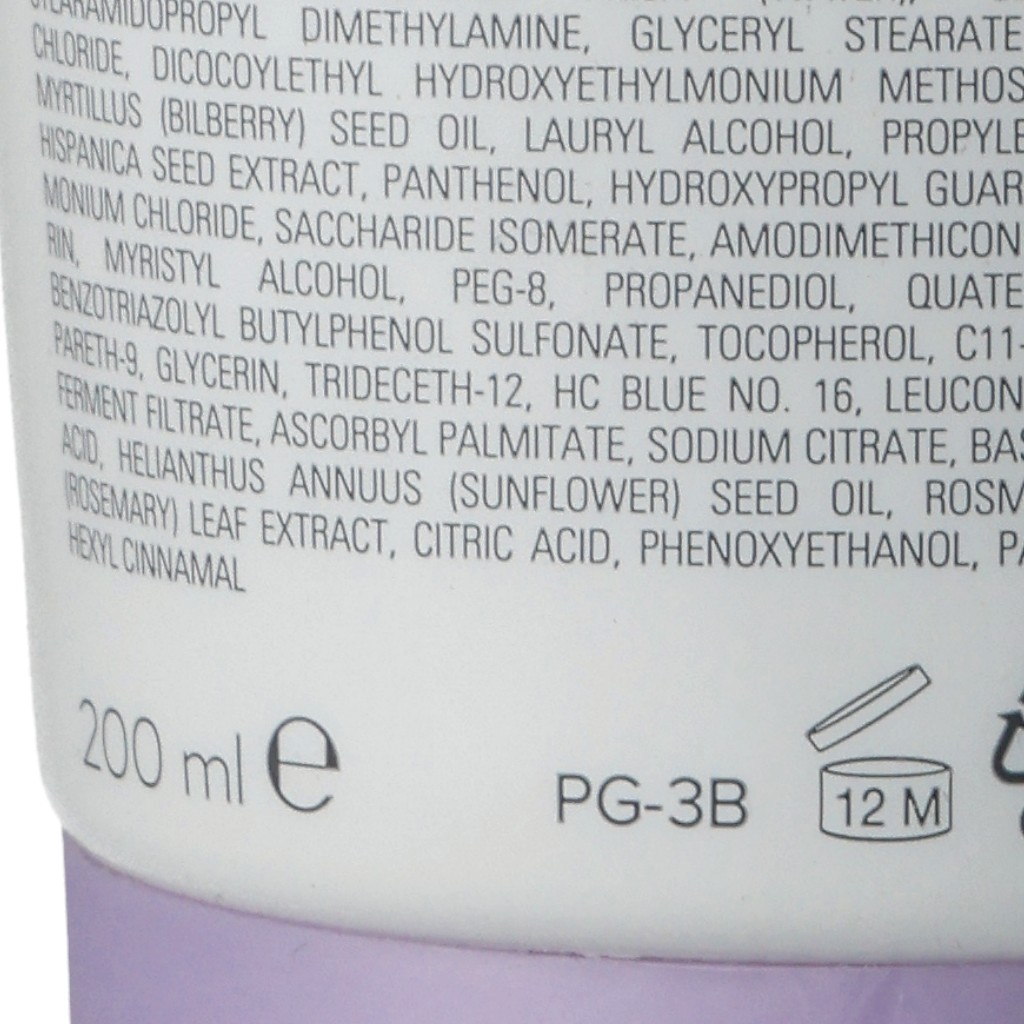 STEARAMIDOPROPYL DIMETHYLAMINE, GLYCERYL STEARATE
CHLORIDE, DICOCOYLETHYL HYDROXYETHYLMONIUM METHOS
MYRTILLUS (BILBERRY) SEED OIL, LAURYL ALCOHOL, PROPYLE
HISPANICA SEED EXTRACT, PANTHENOL, HYDROXYPROPYL GUAR
MONIUM CHLORIDE, SACCHARIDE ISOMERATE, AMODIMETHICON
RIN, MYRISTYL ALCOHOL, PEG-8, PROPANEDIOL, QUATE
BENZOTRIAZOLYL BUTYLPHENOL SULFONATE, TOCOPHEROL, C11-
PARETH-9, GLYCERIN, TRIDECETH-12, HC BLUE NO. 16, LEUCON
FERMENT FILTRATE, ASCORBYL PALMITATE, SODIUM CITRATE, BAS
ACID, HELIANTHUS ANNUUS (SUNFLOWER) SEED OIL, ROSM
(ROSEMARY) LEAF EXTRACT, CITRIC ACID, PHENOXYETHANOL, PA
HEXYL CINNAMAL
200 ml e
PG-3B
12 M